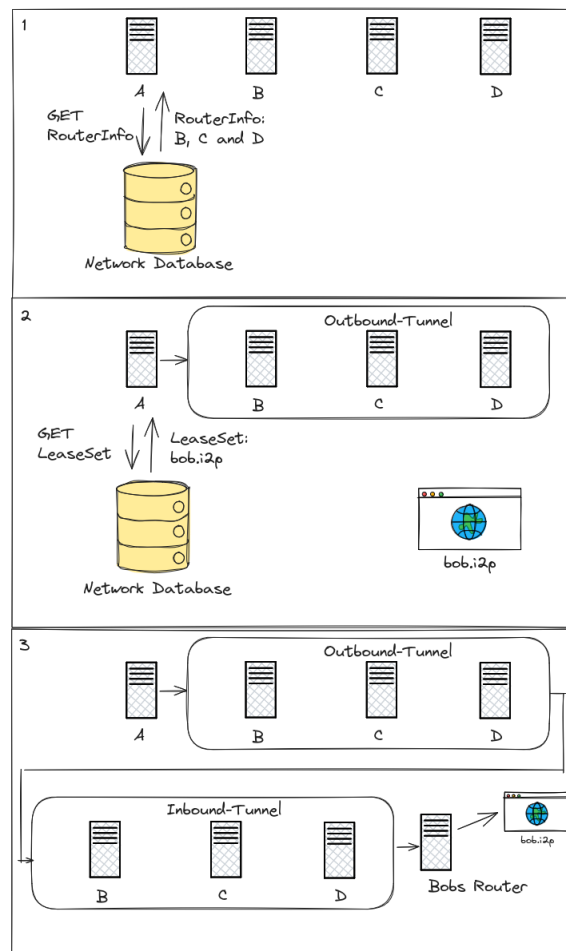 1
A
B
C
D
GET
RouterInfo
RouterInfo:
B, C and D
Network Database
2
Outbound-Tunnel
A
B
C
D
GET
LeaseSet
LeaseSet:
bob.i2p
Network Database
bob.i2p
3
Outbound-Tunnel
A
B
C
D
Inbound-Tunnel
B
C
D
Bobs Router
bob.i2p